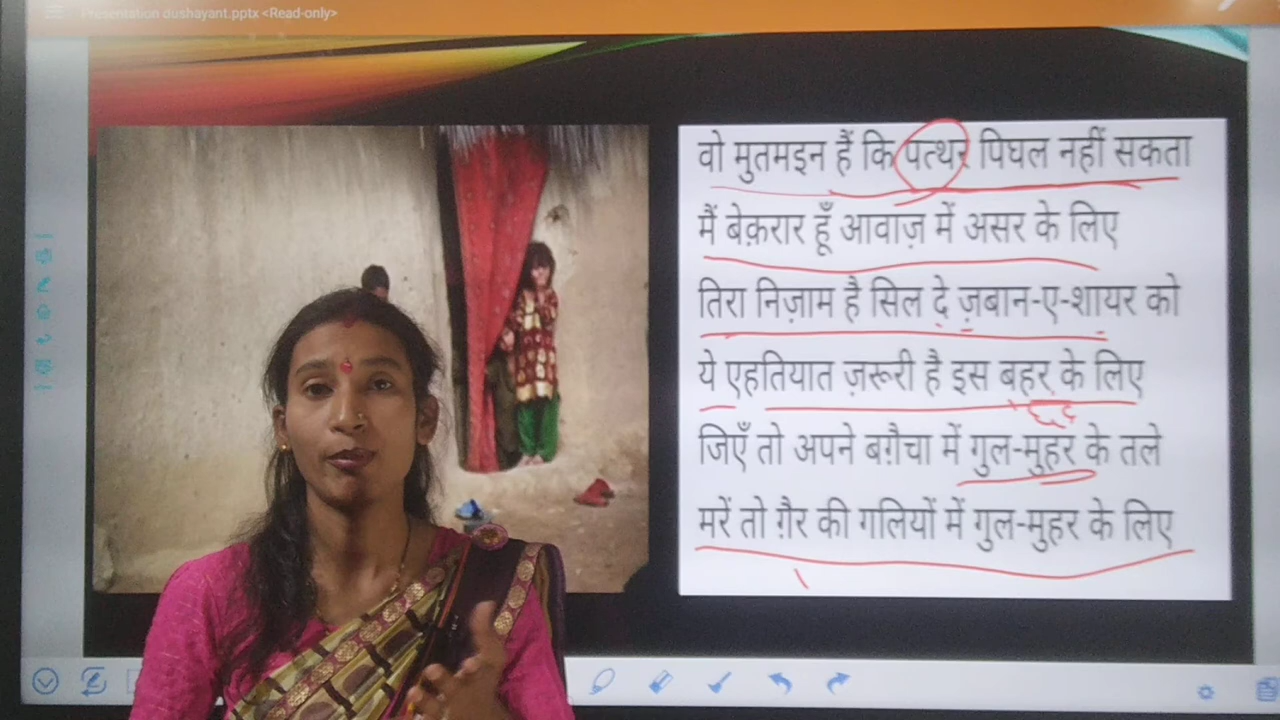 Presentation dushayant.pptx <Read-only>
वो मुतमइन हैं कि पत्थर पिघल नहीं सकता
मैं बेक़रार हूँ आवाज़ में असर के लिए
तिरा निज़ाम है सिल दे ज़बान-ए-शायर को
ये एहतियात ज़रूरी है इस बहर के लिए
जिएँ तो अपने बग़ैचा में गुल-मुहर के तले
मरें तो ग़ैर की गलियों में गुल-मुहर के लिए